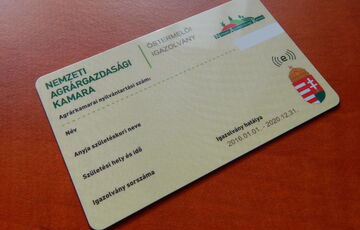 NEMZETI
AGRÁRGAZDASÁGI
KAMARA
ŐSTERMELŐI
IGAZOLVÁNY
Agrárkamarai nyilvántartási szám:
Név
Anyja születéskori neve
Születési hely és idő
Igazolvány sorszáma
Igazolvány hatálya
2016.01.01. - 2020.12.31.
e